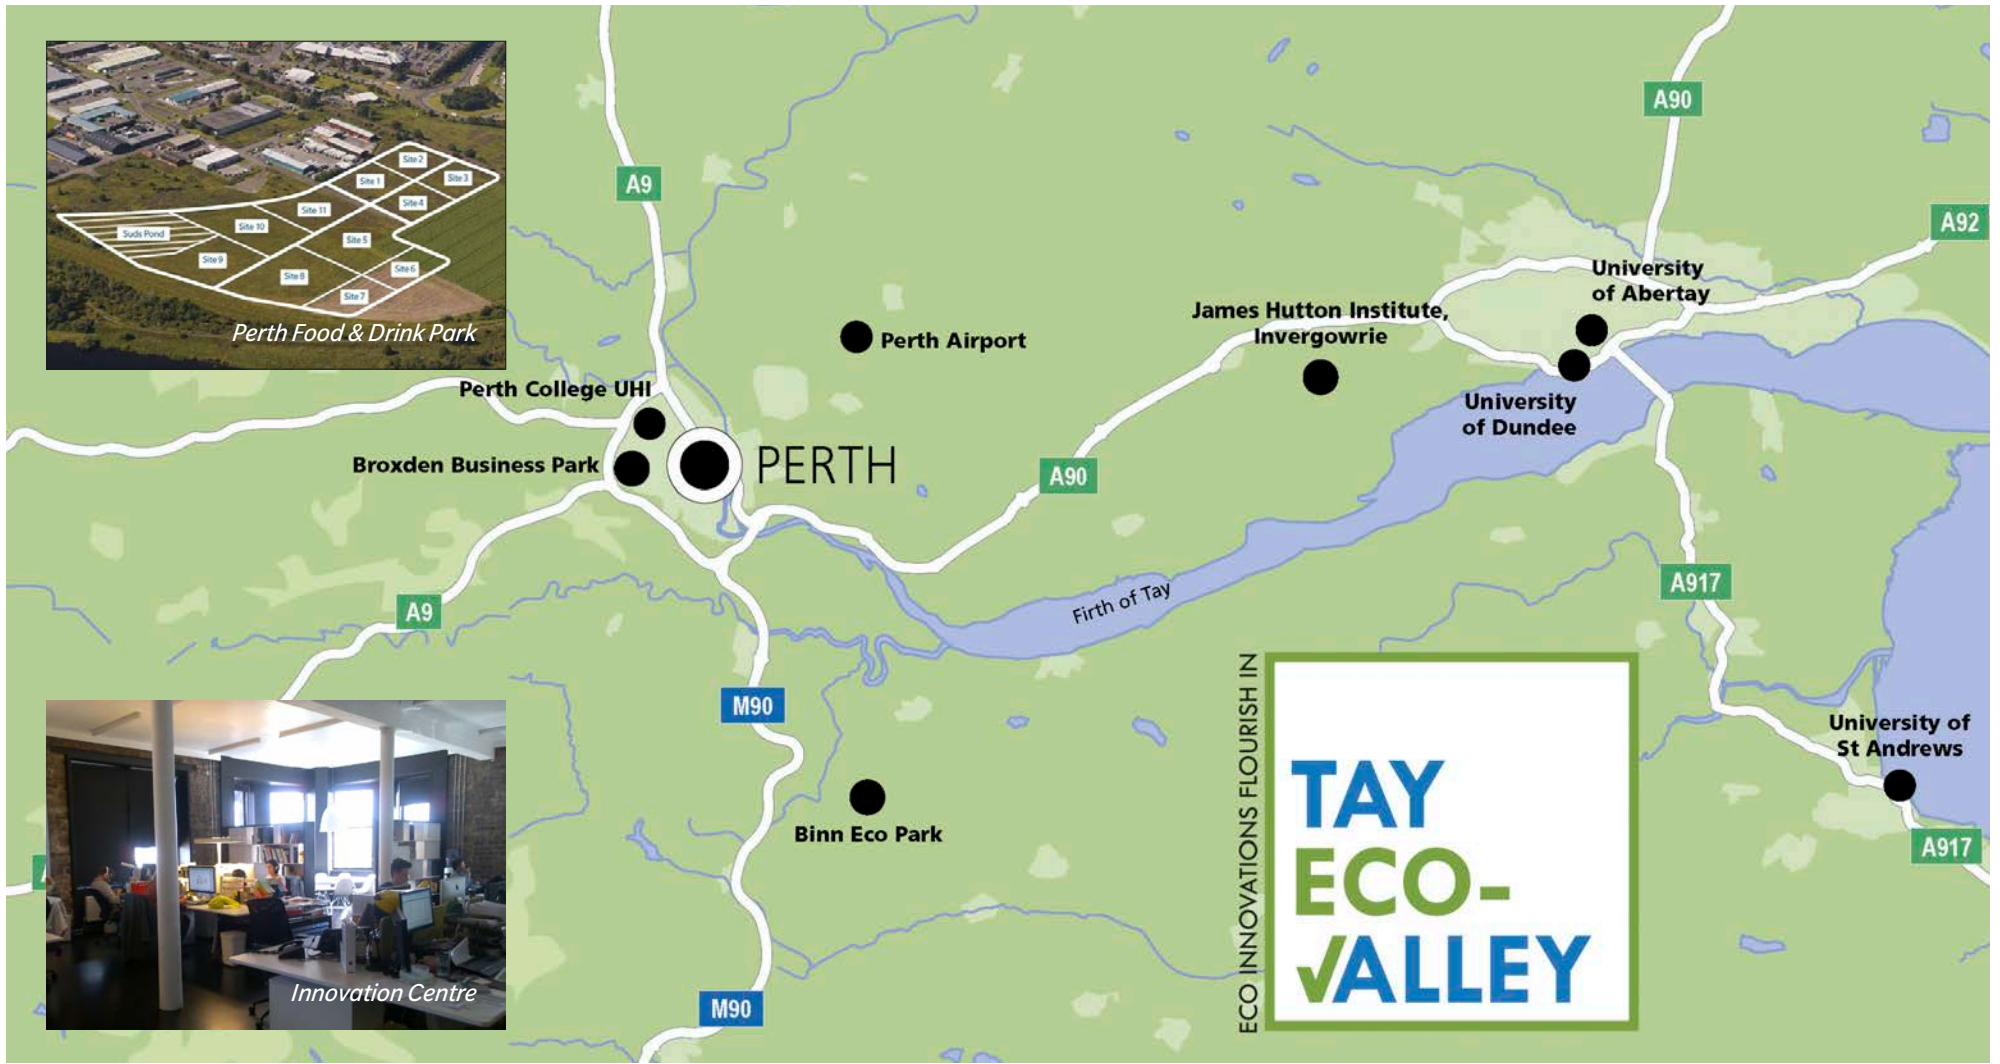 Site 2
Site 3
Site 1
Site 4
Site 11
Site 10
Suds Pond
Site 5
Site 9
Site 6
Site 8
Site 7
Perth Food & Drink Park
A9
A90
A92
University
of Abertay
James Hutton Institute,
Invergowrie
Perth Airport
Perth College UHI
University
of Dundee
Broxden Business Park
PERTH
A90
A917
Firth of Tay
A9
M90
University of
St Andrews
Binn Eco Park
A917
M90
Innovation Centre
ECO INNOVATIONS FLOURISH IN
TAY
ECO-
VALLEY